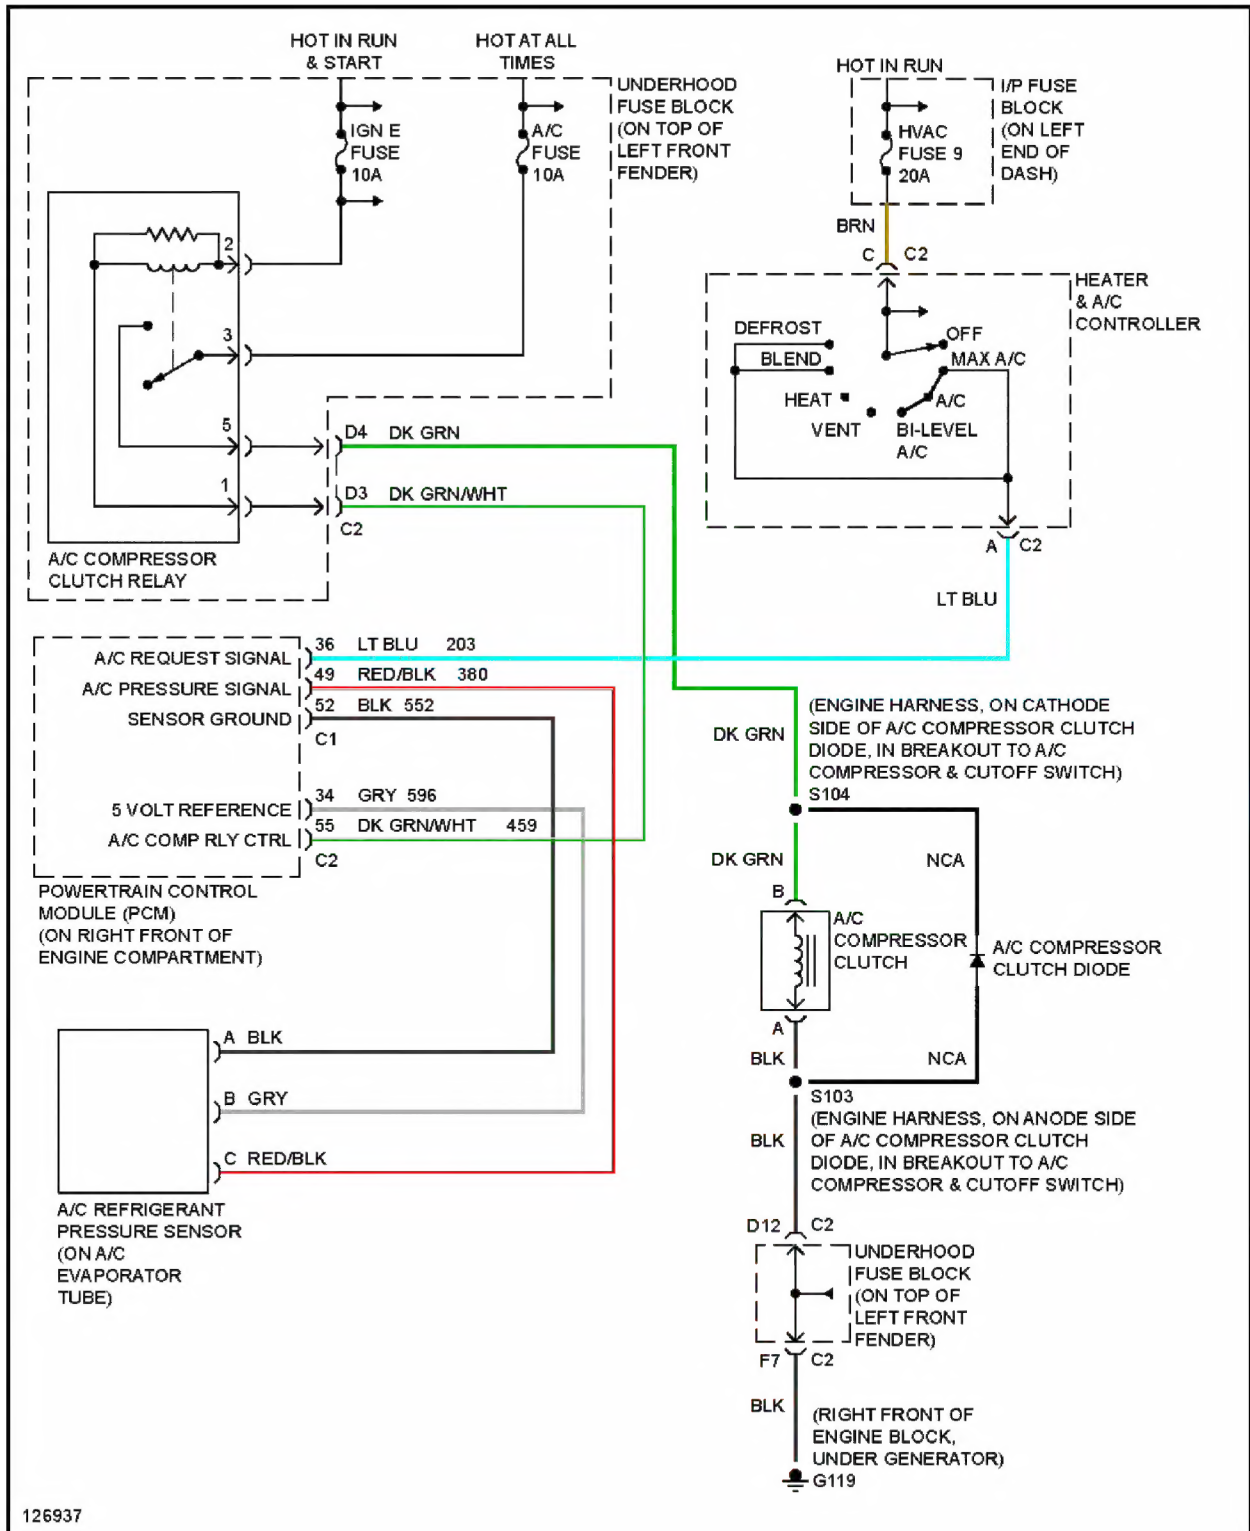 HOT IN RUN
& START
HOT AT ALL
TIMES
UNDERHOOD
FUSE BLOCK
(ON TOP OF
LEFT FRONT
FENDER)
IGN E
FUSE
10A
A/C
FUSE
10A
HOT IN RUN
I/P FUSE
BLOCK
(ON LEFT
END OF
DASH)
HVAC
FUSE 9
20A
BRN
C C2
HEATER
& A/C
CONTROLLER
DEFROST
BLEND
HEAT
VENT
BI-LEVEL
A/C
A/C
MAX A/C
OFF
A C2
LT BLU
2
3
5
1
D4 DK GRN
D3 DK GRN/WHT
C2
A/C COMPRESSOR
CLUTCH RELAY
A/C REQUEST SIGNAL
36 LT BLU 203
A/C PRESSURE SIGNAL
49 RED/BLK 380
SENSOR GROUND
52 BLK 552
C1
5 VOLT REFERENCE
34 GRY 596
A/C COMP RLY CTRL
55 DK GRN/WHT 459
C2
POWERTRAIN CONTROL
MODULE (PCM)
(ON RIGHT FRONT OF
ENGINE COMPARTMENT)
DK GRN
(ENGINE HARNESS, ON CATHODE
SIDE OF A/C COMPRESSOR CLUTCH
DIODE, IN BREAKOUT TO A/C
COMPRESSOR & CUTOFF SWITCH)
S104
DK GRN
NCA
B
A/C
COMPRESSOR
CLUTCH
A/C COMPRESSOR
CLUTCH DIODE
A
BLK
NCA
S103
(ENGINE HARNESS, ON ANODE SIDE
OF A/C COMPRESSOR CLUTCH
DIODE, IN BREAKOUT TO A/C
COMPRESSOR & CUTOFF SWITCH)
BLK
A BLK
B GRY
C RED/BLK
A/C REFRIGERANT
PRESSURE SENSOR
(ON A/C
EVAPORATOR
TUBE)
D12 C2
UNDERHOOD
FUSE BLOCK
(ON TOP OF
LEFT FRONT
FENDER)
F7 C2
BLK
(RIGHT FRONT OF
ENGINE BLOCK,
UNDER GENERATOR)
G119
126937